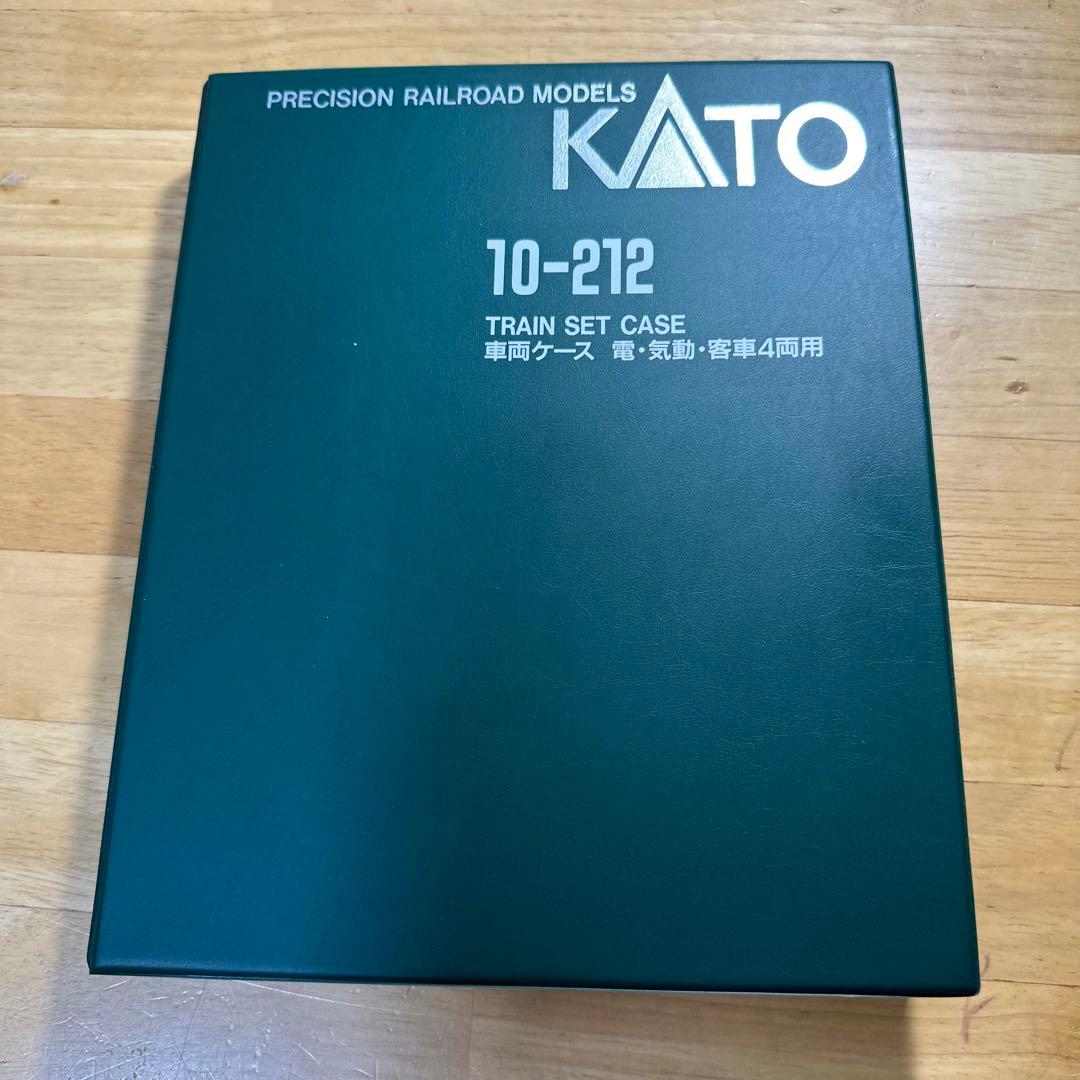 PRECISION RAILROAD MODELS
KATO
10-212
TRAIN SET CASE
車両ケース 電・気動・客車4両用